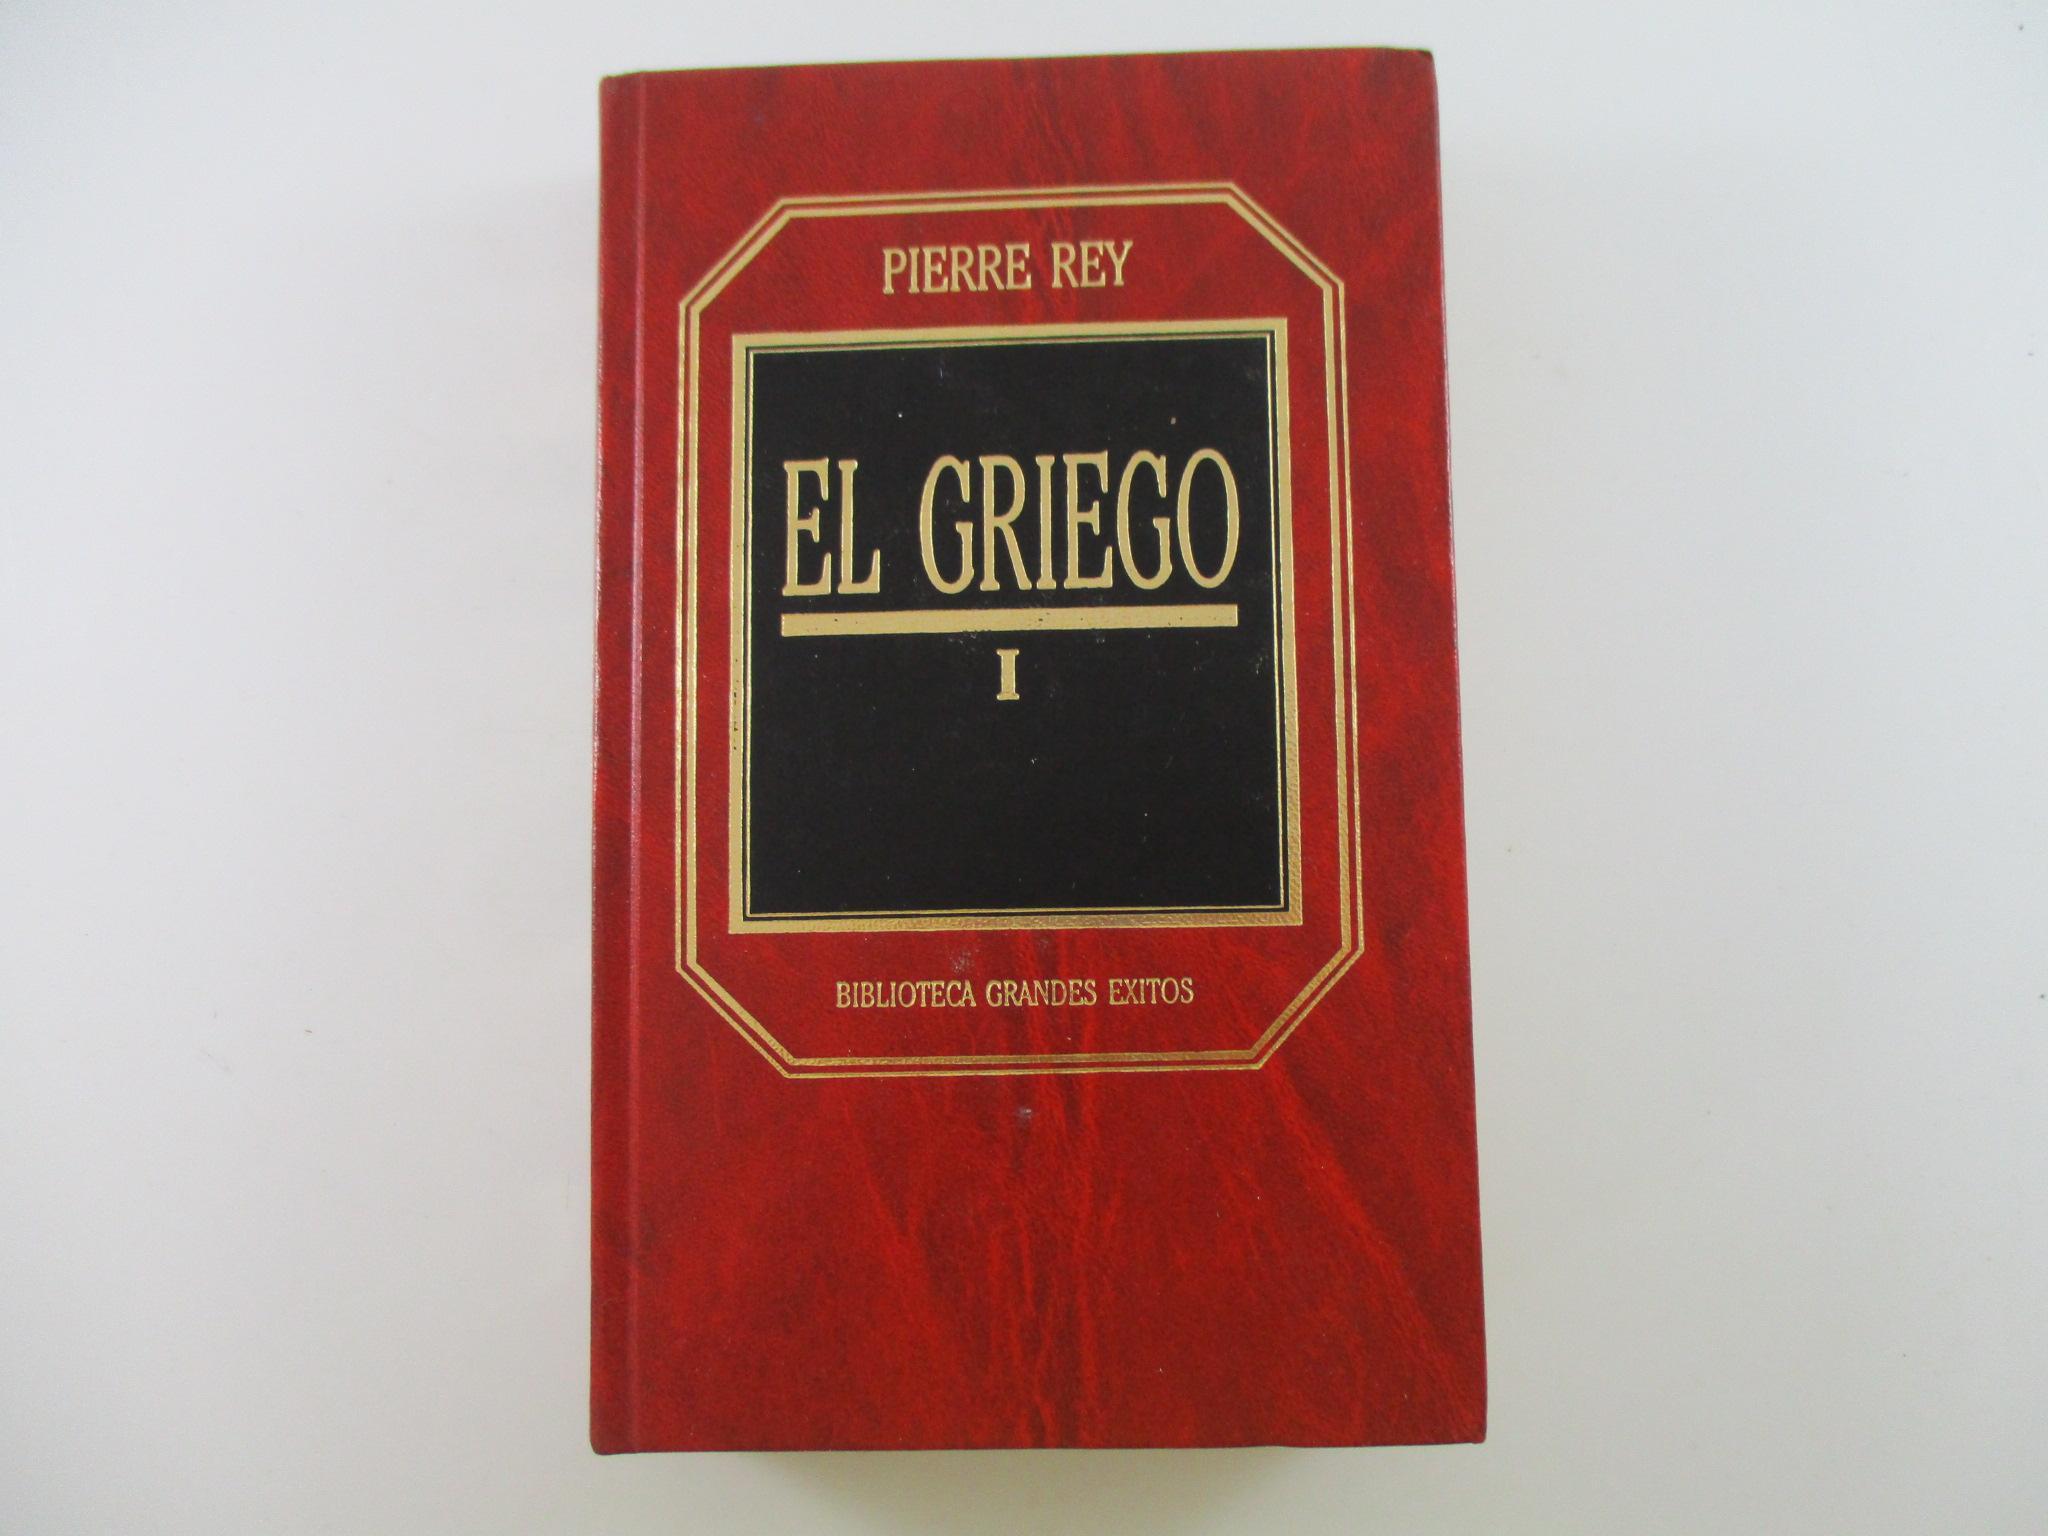 PIERRE REY
EL GRIEGO
I
BIBLIOTECA GRANDES EXITOS